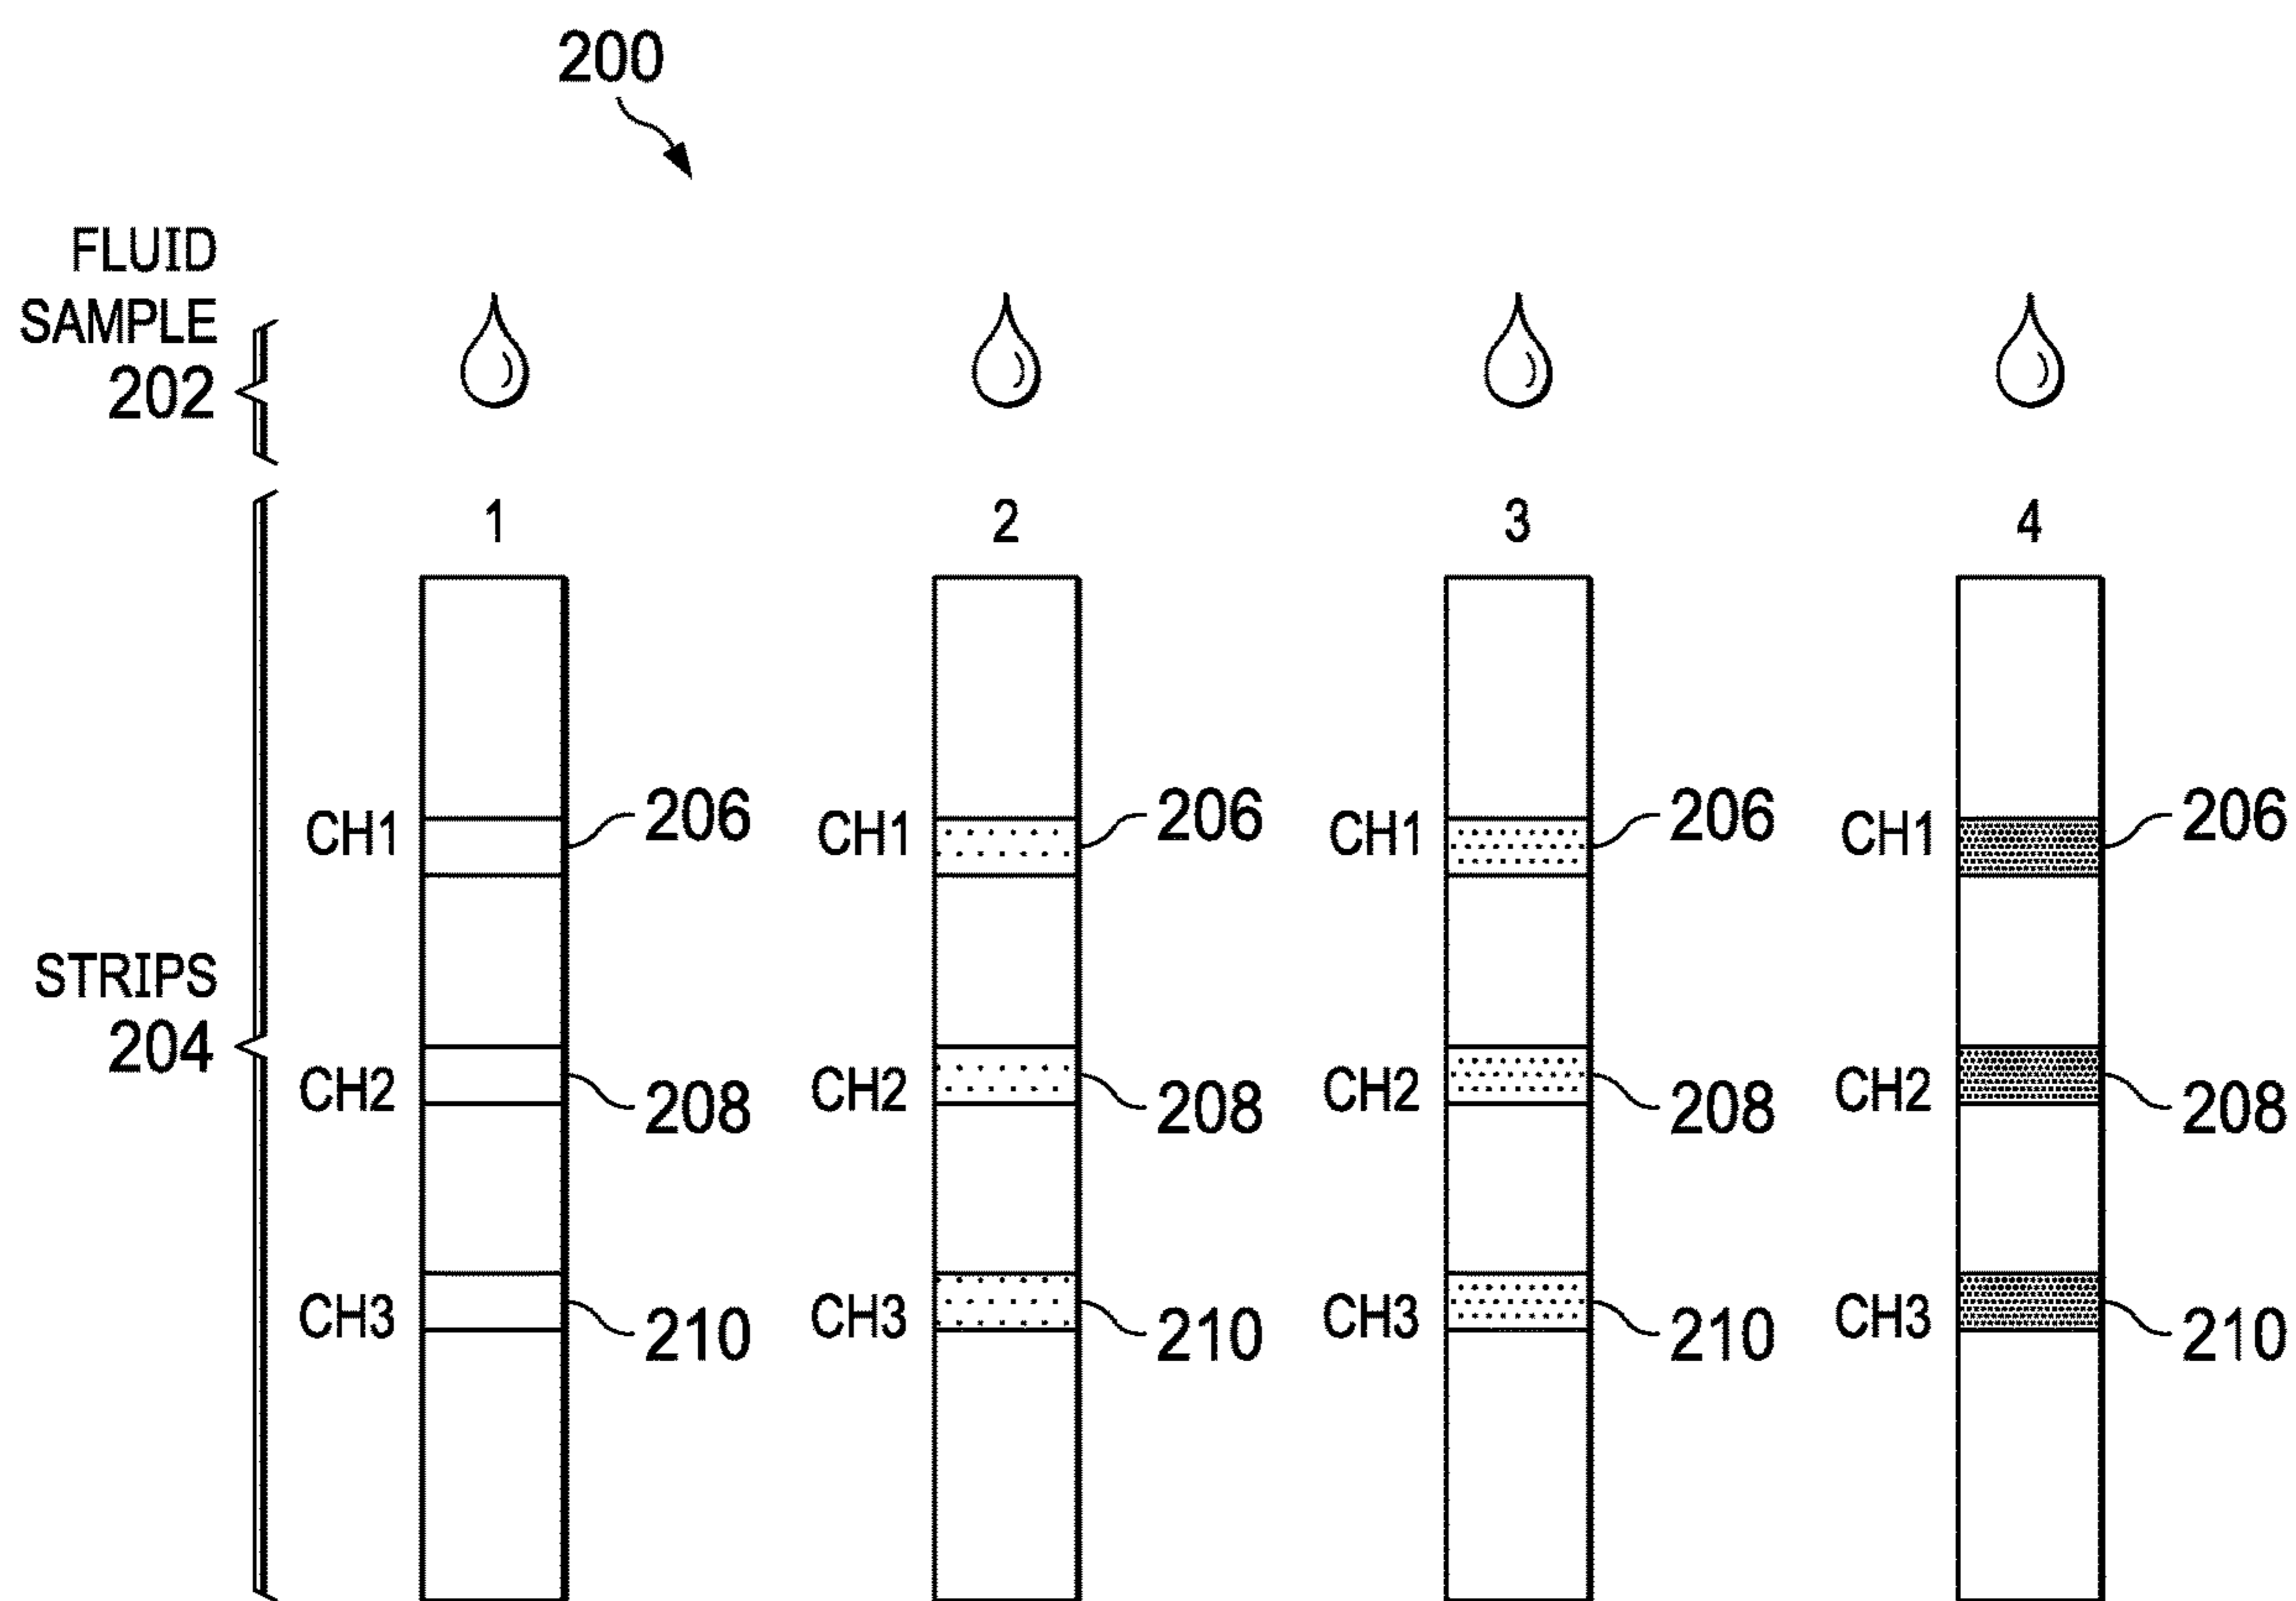 200
FLUID
SAMPLE
202
1 2 3 4
CH1 206 CH1 206 CH1 206 CH1 206
STRIPS
204
CH2 208 CH2 208 CH2 208 CH2 208
CH3 210 CH3 210 CH3 210 CH3 210